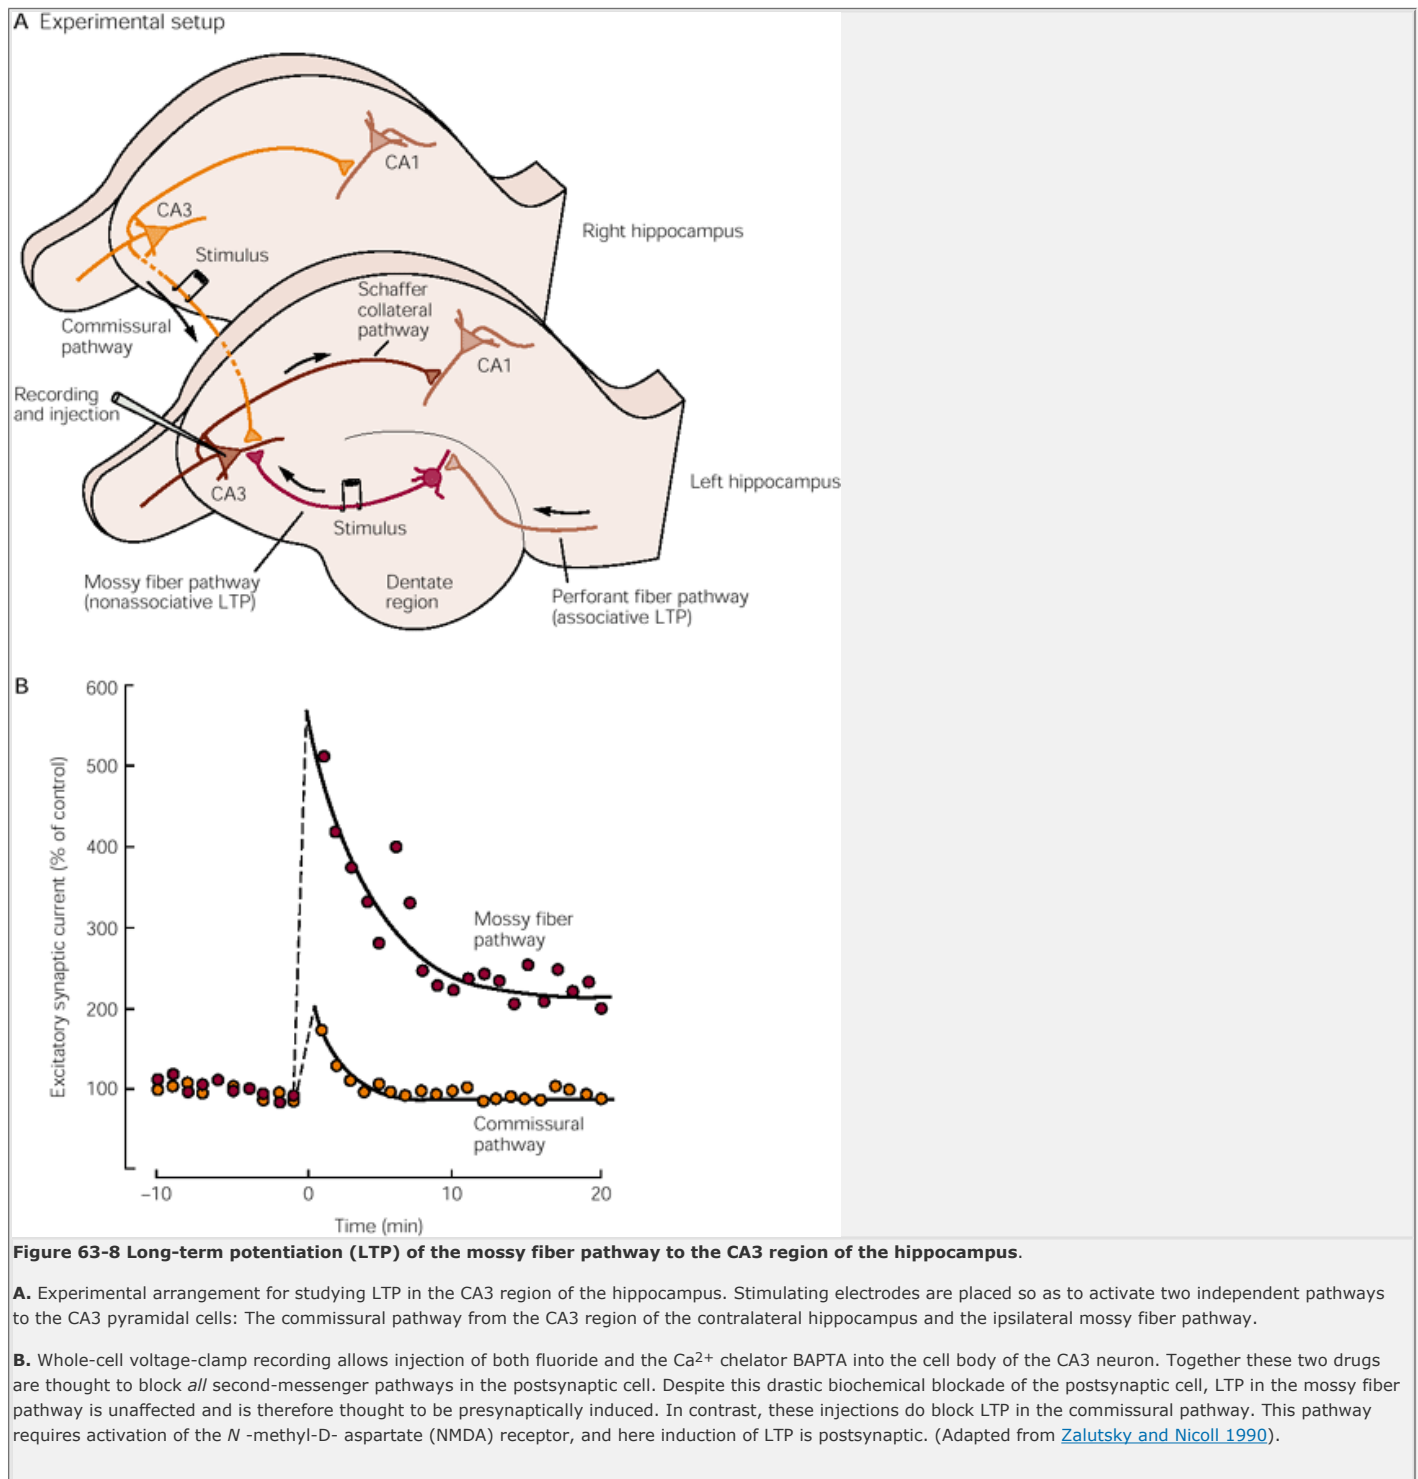 A Experimental setup
CA1
CA3
Right hippocampus
Stimulus
Schaffer
collateral
pathway
Commissural
pathway
CA1
Recording
and injection
Left hippocampus
CA3
Stimulus
Mossy fiber pathway
(nonassociative LTP)
Dentate
region
Perforant fiber pathway
(associative LTP)
B
600
500
400
300
200
100
Excitatory synaptic current (% of control)
Mossy fiber
pathway
Commissural
pathway
–10 0 10 20
Time (min)
Figure 63-8 Long-term potentiation (LTP) of the mossy fiber pathway to the CA3 region of the hippocampus.
A. Experimental arrangement for studying LTP in the CA3 region of the hippocampus. Stimulating electrodes are placed so as to activate two independent pathways
to the CA3 pyramidal cells: The commissural pathway from the CA3 region of the contralateral hippocampus and the ipsilateral mossy fiber pathway.
B. Whole-cell voltage-clamp recording allows injection of both fluoride and the Ca2+ chelator BAPTA into the cell body of the CA3 neuron. Together these two drugs
are thought to block all second-messenger pathways in the postsynaptic cell. Despite this drastic biochemical blockade of the postsynaptic cell, LTP in the mossy fiber
pathway is unaffected and is therefore thought to be presynaptically induced. In contrast, these injections do block LTP in the commissural pathway. This pathway
requires activation of the N -methyl-D- aspartate (NMDA) receptor, and here induction of LTP is postsynaptic. (Adapted from Zalutsky and Nicoll 1990).